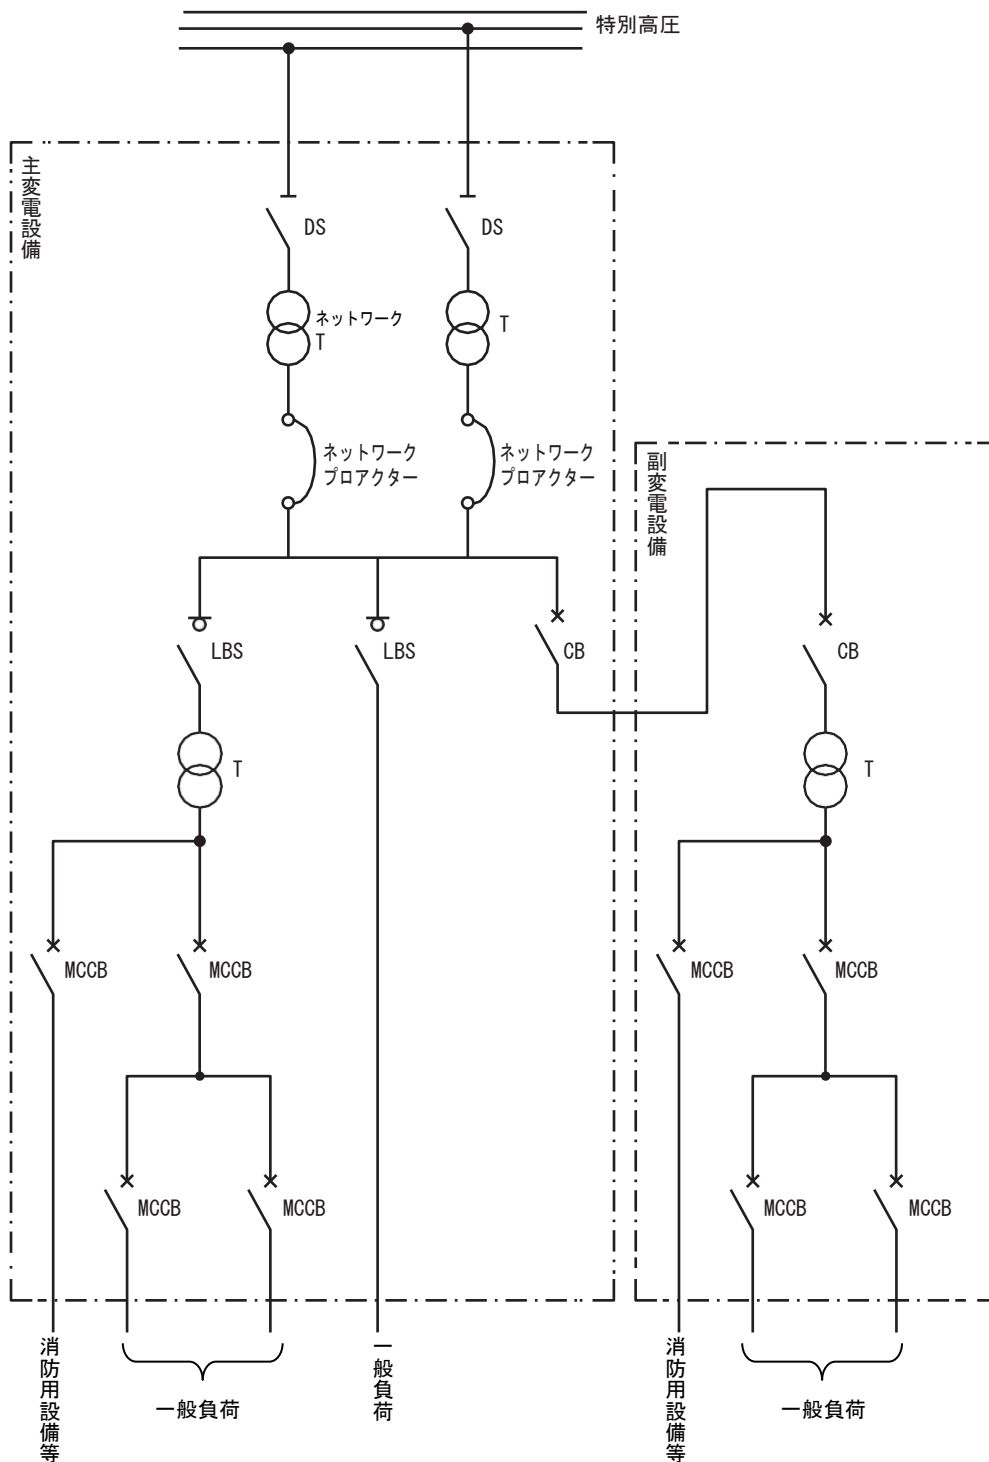 特別高圧
主変電設備
DS
DS
ネットワーク
T
T
ネットワーク
プロアクター
ネットワーク
プロアクター
副変電設備
LBS
LBS
CB
CB
T
T
MCCB
MCCB
MCCB
MCCB
MCCB
MCCB
MCCB
MCCB
消防用設備等
一般負荷
一般負荷
消防用設備等
一般負荷